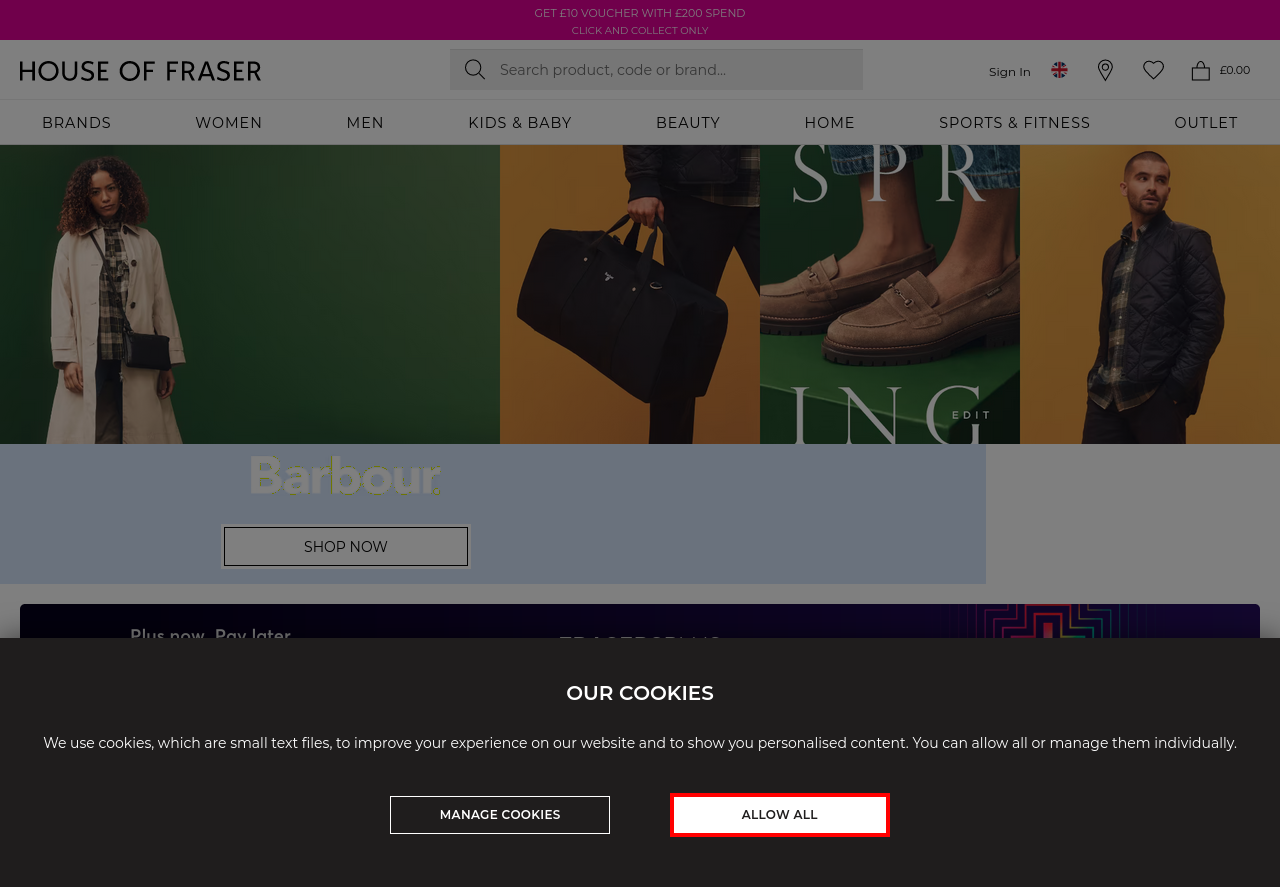 GET £10 VOUCHER WITH £200 SPEND
CLICK AND COLLECT ONLY
HOUSE OF FRASER
Search product, code or brand...
Sign In
£0.00
BRANDS WOMEN MEN KIDS & BABY BEAUTY HOME SPORTS & FITNESS OUTLET
SPR
ING
EDIT
Barbour
SHOP NOW
Plus now. Pay later
FRASERSPLUS
OUR COOKIES
We use cookies, which are small text files, to improve your experience on our website and to show you personalised content. You can allow all or manage them individually.
MANAGE COOKIES
ALLOW ALL